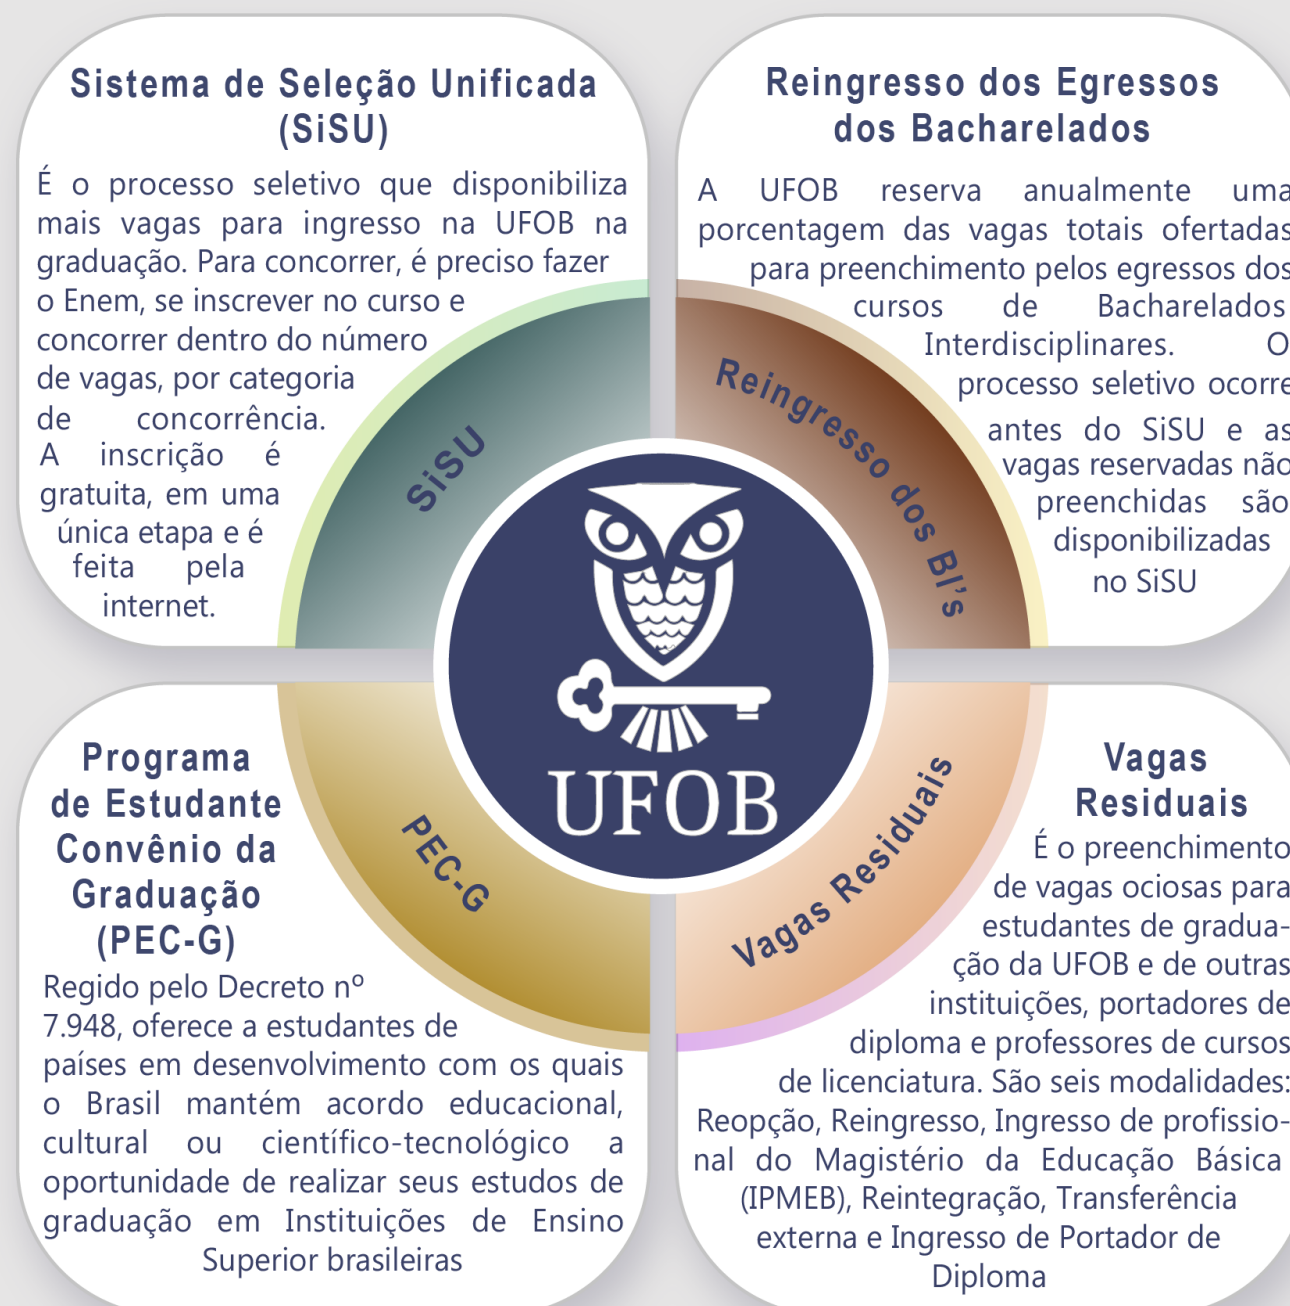 Sistema de Seleção Unificada
(SiSU)
É o processo seletivo que disponibiliza
mais vagas para ingresso na UFOB na
graduação. Para concorrer, é preciso fazer
o Enem, se inscrever no curso e
concorrer dentro do número
de vagas, por categoria
de concorrência.
A inscrição é
gratuita, em uma
única etapa e é
feita pela
internet.
Reingresso dos Egressos
dos Bacharelados
A UFOB reserva anualmente uma
porcentagem das vagas totais ofertadas
para preenchimento pelos egressos dos
cursos de Bacharelados
Interdisciplinares. O
processo seletivo ocorre
antes do SiSU e as
vagas reservadas não
preenchidas são
disponibilizadas
no SiSU
SiSU
Reingresso dos BI's
UFOB
PEC-G
Vagas Residuais
Programa
de Estudante
Convênio da
Graduação
(PEC-G)
Regido pelo Decreto nº
7.948, oferece a estudantes de
países em desenvolvimento com os quais
o Brasil mantém acordo educacional,
cultural ou científico-tecnológico a
oportunidade de realizar seus estudos de
graduação em Instituições de Ensino
Superior brasileiras
Vagas
Residuais
É o preenchimento
de vagas ociosas para
estudantes de gradua-
ção da UFOB e de outras
instituições, portadores de
diploma e professores de cursos
de licenciatura. São seis modalidades:
Reopção, Reingresso, Ingresso de profissio-
nal do Magistério da Educação Básica
(IPMEB), Reintegração, Transferência
externa e Ingresso de Portador de
Diploma